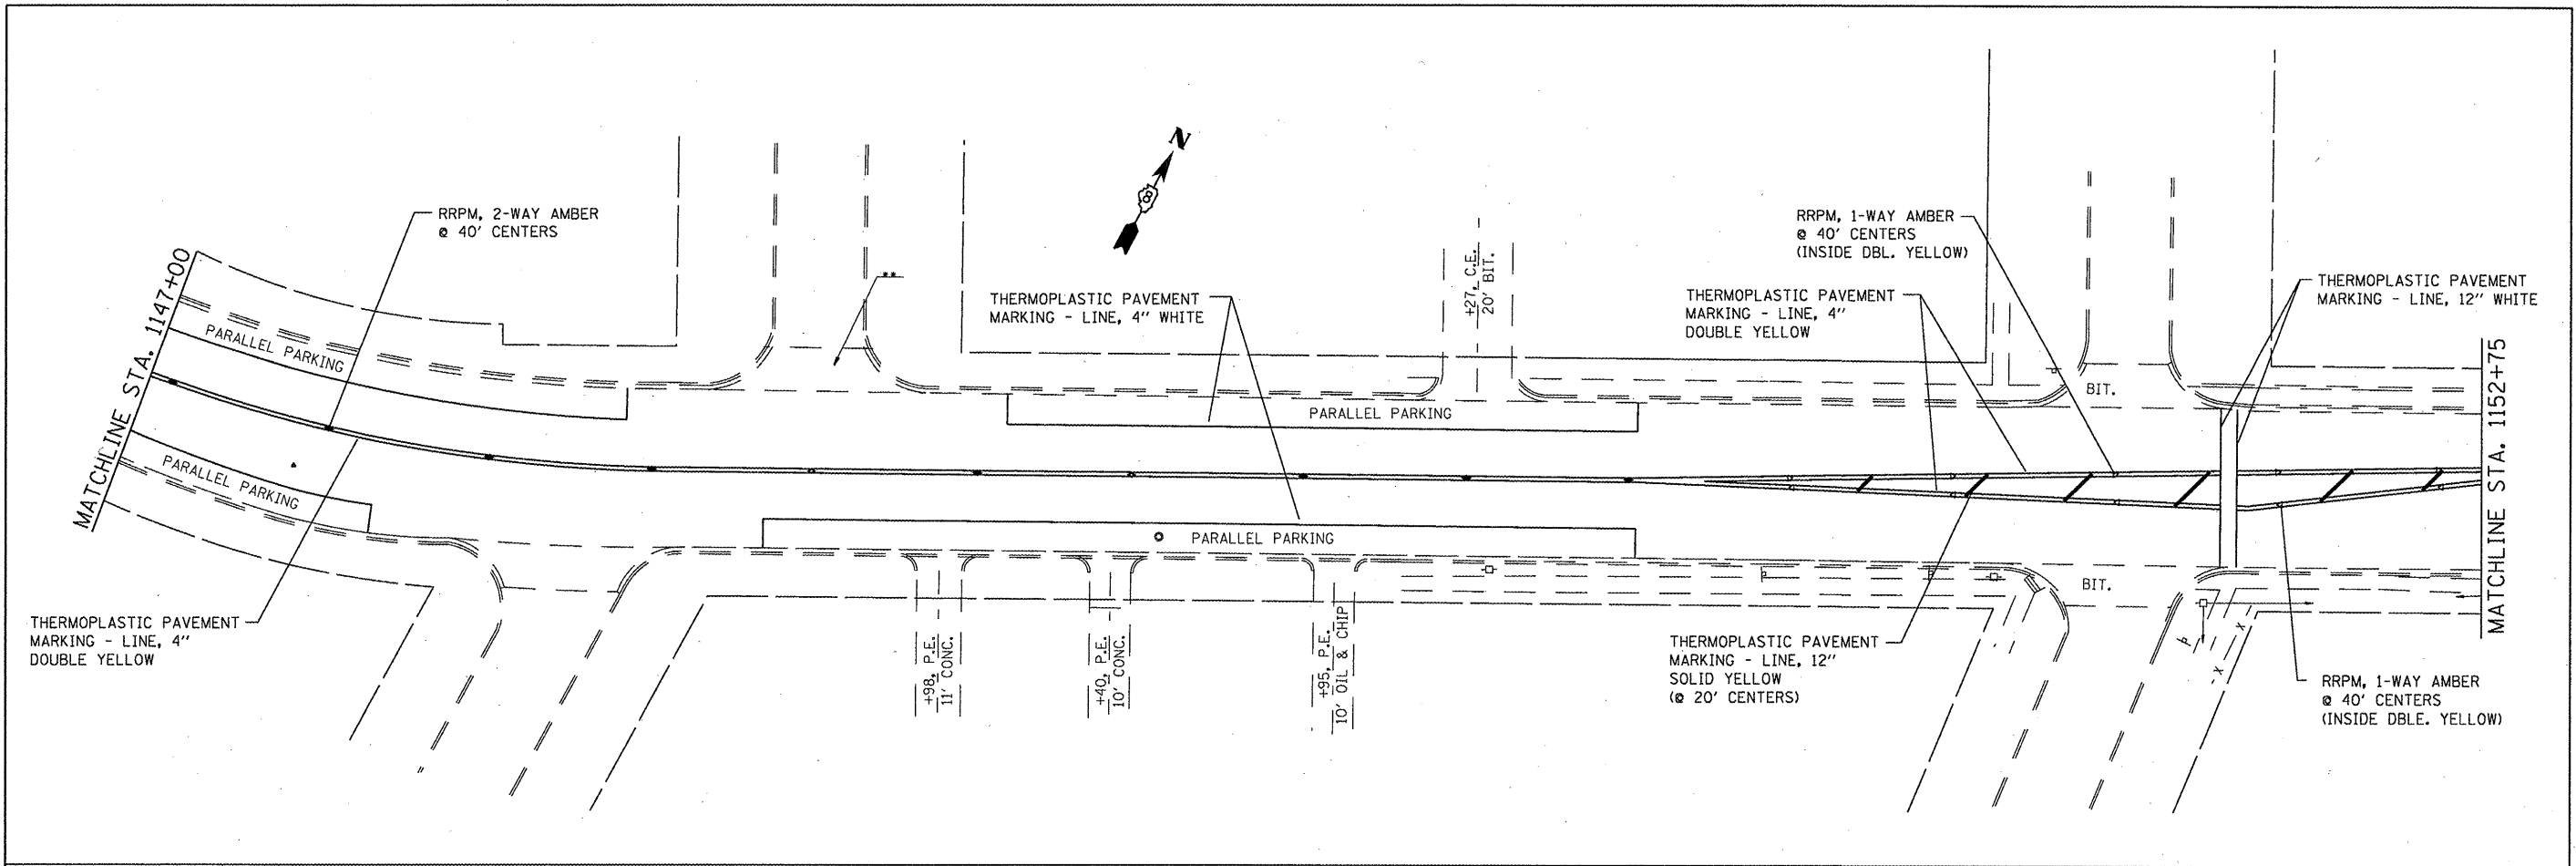 N
8
RRPM, 2-WAY AMBER
@ 40' CENTERS
MATCHLINE STA. 1147+00
PARALLEL PARKING
PARALLEL PARKING
THERMOPLASTIC PAVEMENT
MARKING - LINE, 4"
DOUBLE YELLOW
**
THERMOPLASTIC PAVEMENT
MARKING - LINE, 4" WHITE
+27, C.E.
20' BIT.
PARALLEL PARKING
PARALLEL PARKING
+98, P.E.
11' CONC.
+40, P.E.
10' CONC.
+95, P.E.
10' OIL & CHIP
RRPM, 1-WAY AMBER
@ 40' CENTERS
(INSIDE DBL. YELLOW)
THERMOPLASTIC PAVEMENT
MARKING - LINE, 4"
DOUBLE YELLOW
THERMOPLASTIC PAVEMENT
MARKING - LINE, 12" WHITE
BIT.
BIT.
MATCHLINE STA. 1152+75
THERMOPLASTIC PAVEMENT
MARKING - LINE, 12"
SOLID YELLOW
(@ 20' CENTERS)
X
X
RRPM, 1-WAY AMBER
@ 40' CENTERS
(INSIDE DBLE. YELLOW)